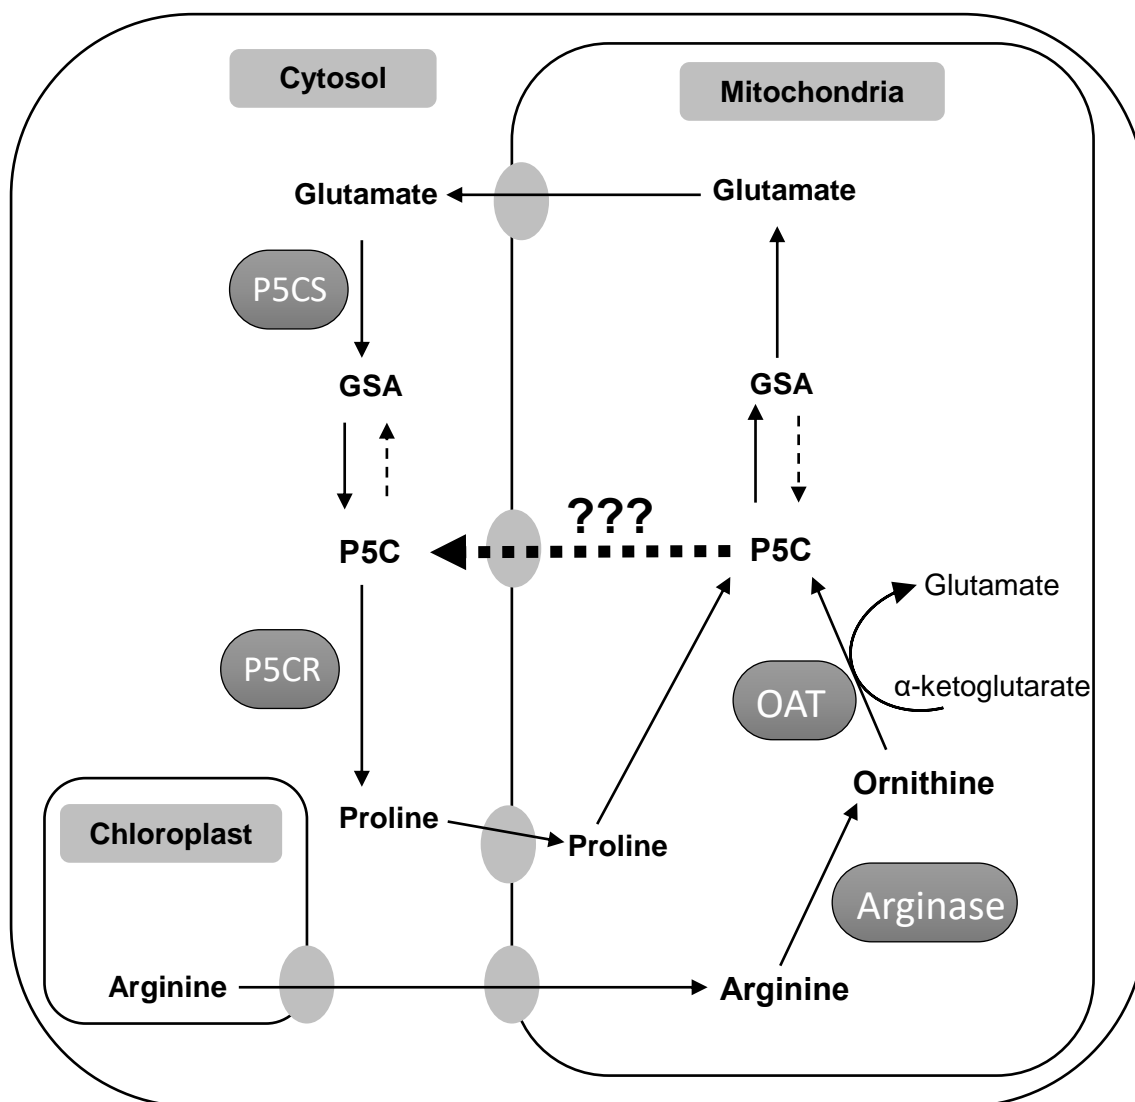 Cytosol
Mitochondria
Glutamate
Glutamate
P5CS
GSA
GSA
???
P5C
P5C
Glutamate
P5CR
OAT
α-ketoglutarate
Ornithine
Chloroplast
Proline
Proline
Arginase
Arginine
Arginine